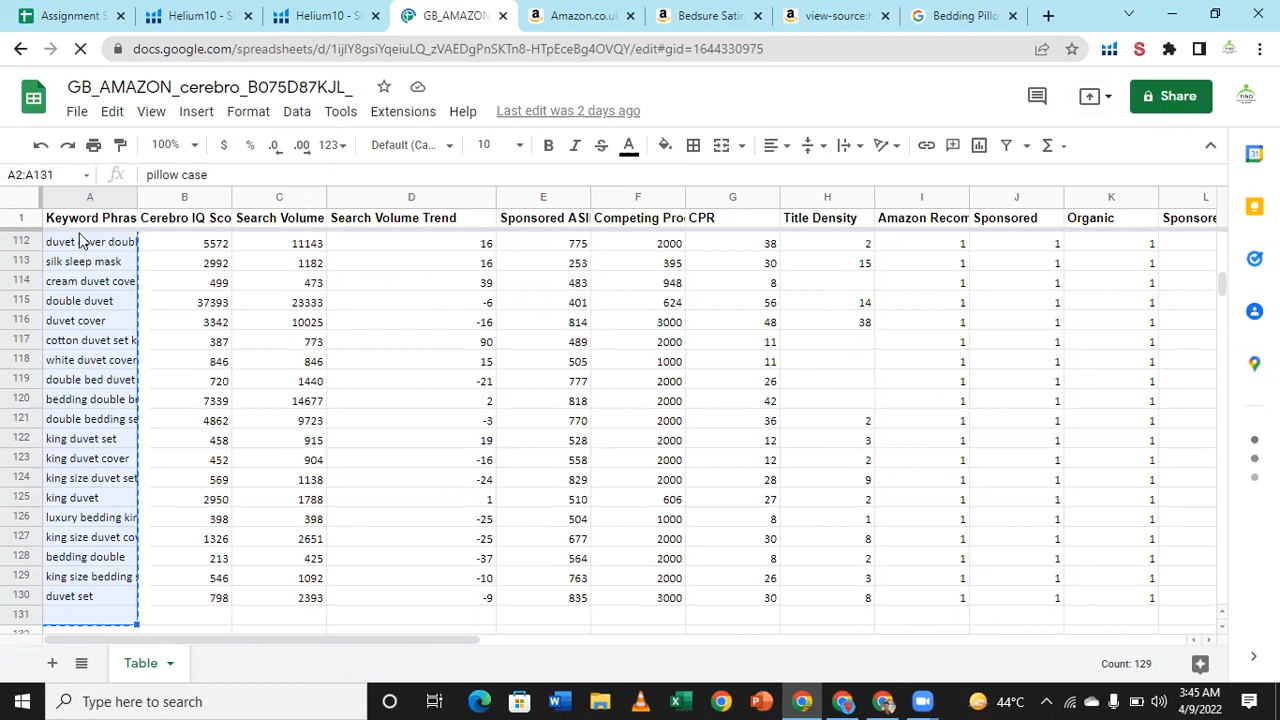 Assignment S
Helium10 - S
Helium10 - S
GB_AMAZON
Amazon.co.uk
Bedsure Satin
view-source:h
Bedding Pillo
docs.google.com/spreadsheets/d/1ijlY8gsiYqeiuLQ_zVAEDgPnSKTn8-HTpEceBg4OVQY/edit#gid=1644330975
GB_AMAZON_cerebro_B075D87KJL_
File Edit View Insert Format Data Tools Extensions Help Last edit was 2 days ago
Share
100% $ % .0 .00 123 Default (Ca... 10 B I S A
A2:A131 fx pillow case
A B C D E F G H I J K L
1 Keyword Phras Cerebro IQ Sco Search Volume Search Volume Trend Sponsored ASI Competing Pro CPR Title Density Amazon Recom Sponsored Organic Sponsore
112 duvet cover doubl 5572 11143 16 775 2000 38 2 1 1 1
113 silk sleep mask 2992 1182 16 253 395 30 15 1 1 1
114 cream duvet cove 499 473 39 483 948 8 1 1 1
115 double duvet 37393 23333 -6 401 624 56 14 1 1 1
116 duvet cover 3342 10025 -16 814 3000 48 38 1 1 1
117 cotton duvet set k 387 773 90 489 2000 11 1 1 1
118 white duvet cover 846 846 15 505 1000 11 1 1 1
119 double bed duvet 720 1440 -21 777 2000 26 1 1 1
120 bedding double be 7339 14677 2 818 2000 42 1 1 1
121 double bedding se 4862 9723 -3 770 2000 36 2 1 1 1
122 king duvet set 458 915 19 528 2000 12 3 1 1 1
123 king duvet cover 452 904 -16 558 2000 12 2 1 1 1
124 king size duvet set 569 1138 -24 829 2000 28 9 1 1 1
125 king duvet 2950 1788 1 510 606 27 2 1 1 1
126 luxury bedding kin 398 398 -25 504 1000 8 1 1 1 1
127 king size duvet cov 1326 2651 -25 677 2000 30 8 1 1 1
128 bedding double 213 425 -37 564 2000 8 2 1 1 1
129 king size bedding 546 1092 -10 763 2000 26 3 1 1 1
130 duvet set 798 2393 -9 835 3000 30 8 1 1 1
131
Table
Count: 129
Type here to search
44°C
3:45 AM
4/9/2022